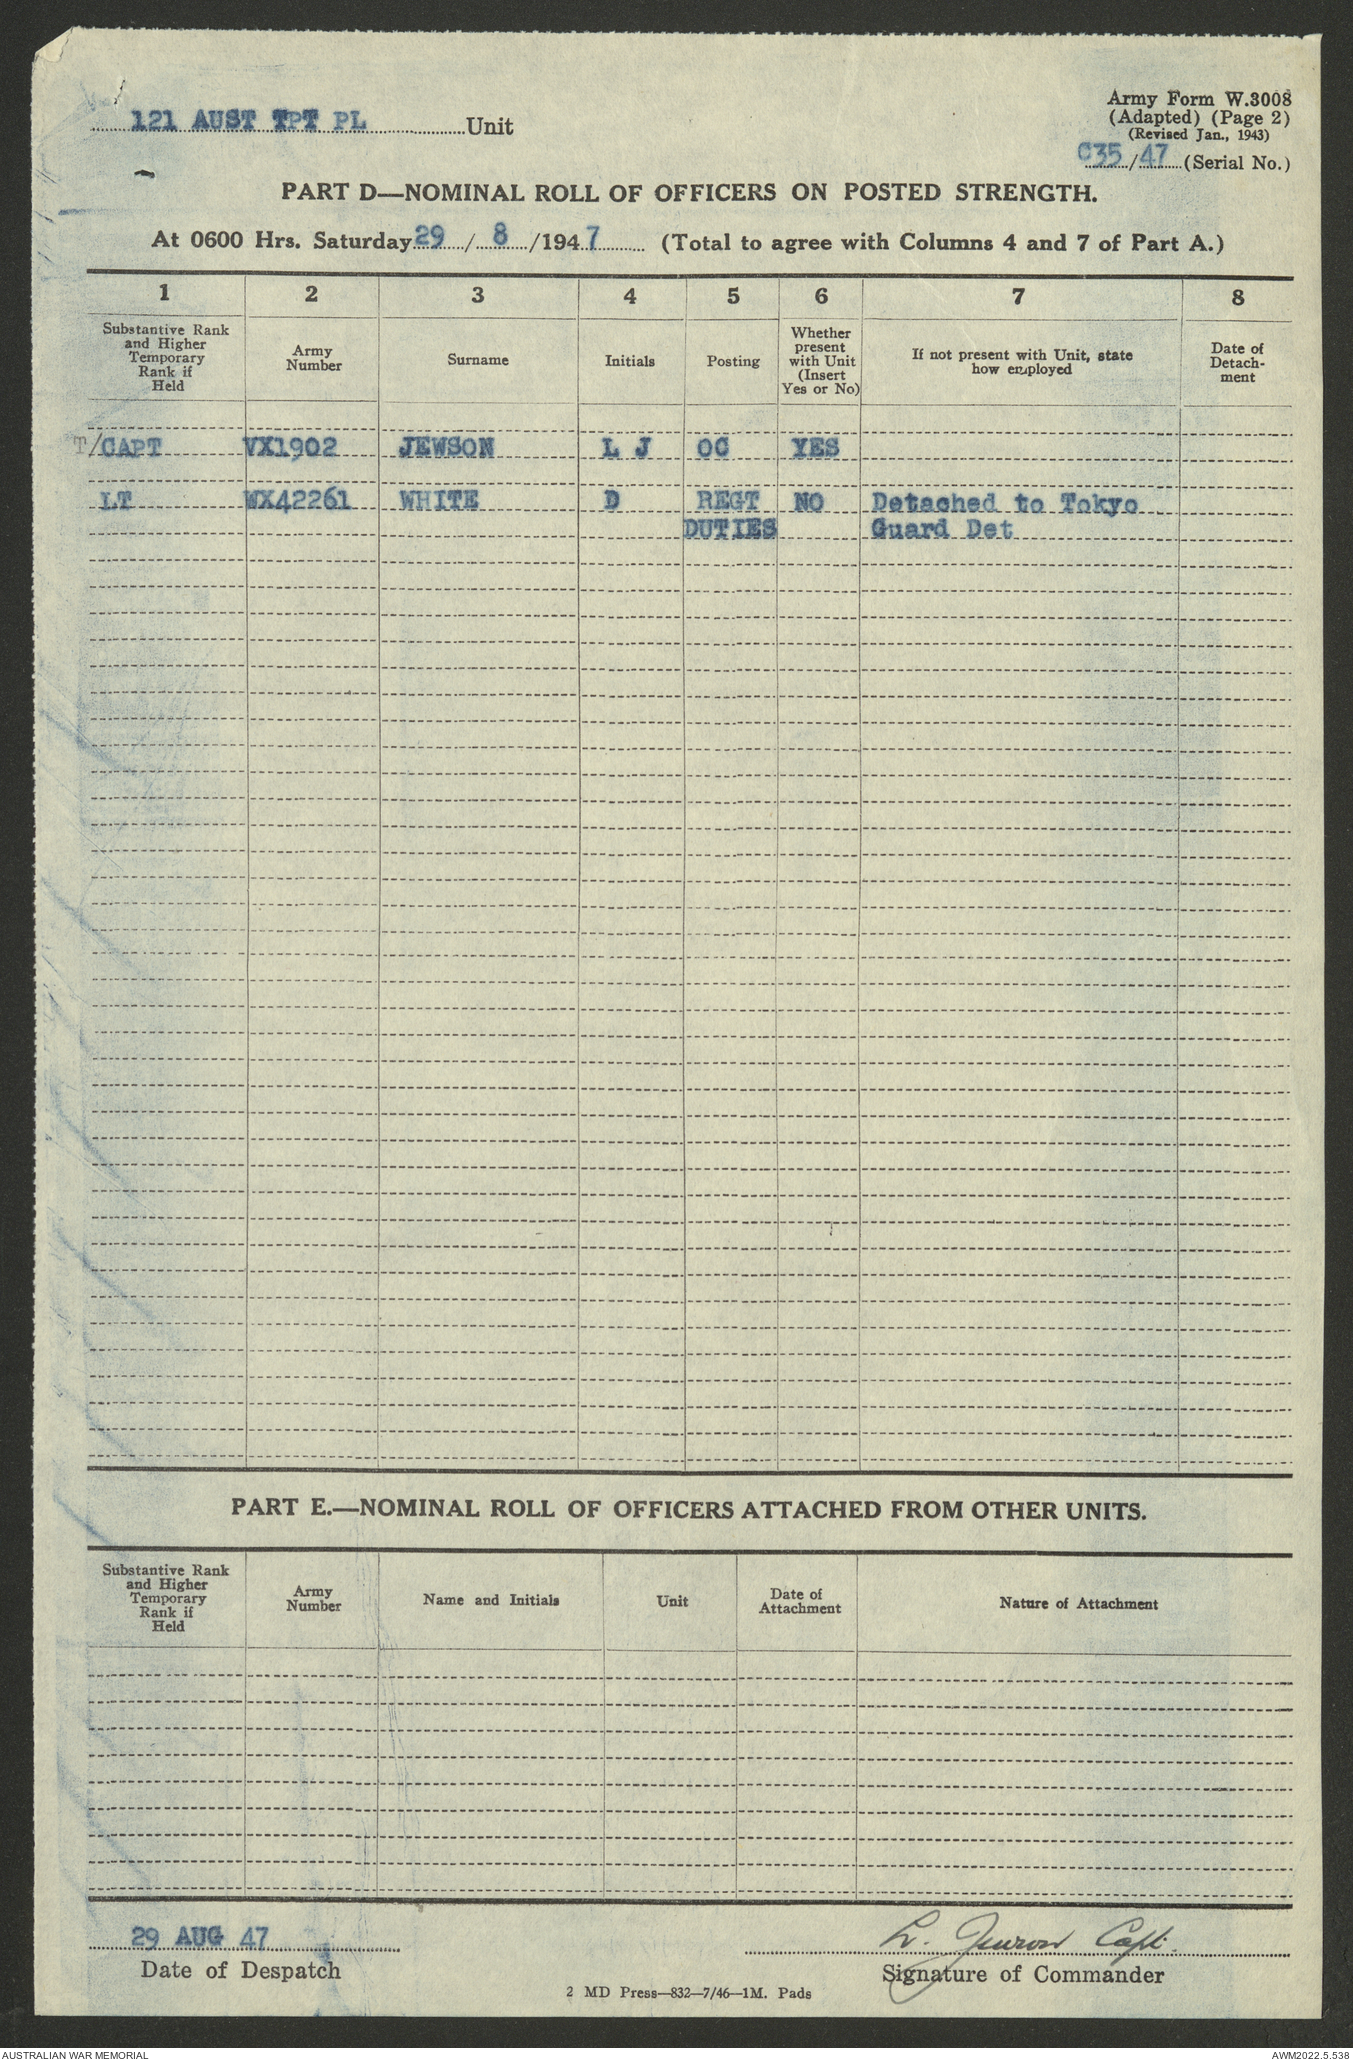 121 AUST TPT PL Unit
Army Form W.3008
(Adapted) (Page 2)
(Revised Jan., 1943)
C35/47 (Serial No.)
PART D—NOMINAL ROLL OF OFFICERS ON POSTED STRENGTH.
At 0600 Hrs. Saturday 29/8/1947 (Total to agree with Columns 4 and 7 of Part A.)
1 2 3 4 5 6 7 8
Substantive Rank
and Higher
Temporary
Rank if
Held
Army
Number
Surname
Initials
Posting
Whether
present
with Unit
(Insert
Yes or No)
If not present with Unit, state
how employed
Date of
Detach-
ment
T/CAPT VX1902 JEWSON L J OC YES
LT WX42261 WHITE D REGT NO Detached to Tokyo
DUTIES Guard Det
PART E.—NOMINAL ROLL OF OFFICERS ATTACHED FROM OTHER UNITS.
Substantive Rank
and Higher
Temporary
Rank if
Held
Army
Number
Name and Initials
Unit
Date of
Attachment
Nature of Attachment
29 AUG 47
Date of Despatch
L. Jewson Capt.
Signature of Commander
2 MD Press—832—7/46—1M. Pads
AUSTRALIAN WAR MEMORIAL
AWM2022.5.538